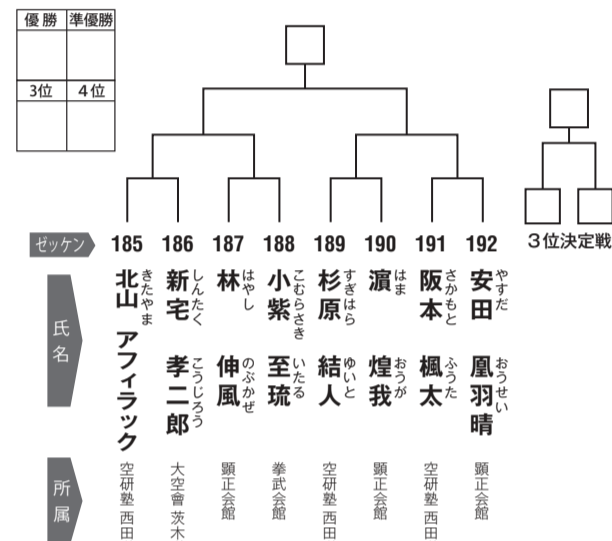 優勝 準優勝
3位 4位
3位決定戦
ゼッケン 185 186 187 188 189 190 191 192
氏名
北山 アフィラック
きたやま
新宅 孝二郎
しんたく こうじろう
林 伸風
はやし のぶかぜ
小紫 至琉
こむらさき いたる
杉原 結人
すぎはら ゆいと
濵 煌我
はま おうが
阪本 楓太
さかもと ふうた
安田 凰羽晴
やすだ おうせい
所属
空研塾 西田
大空會 茨木
顕正会館
拳武会館
空研塾 西田
顕正会館
空研塾 西田
顕正会館